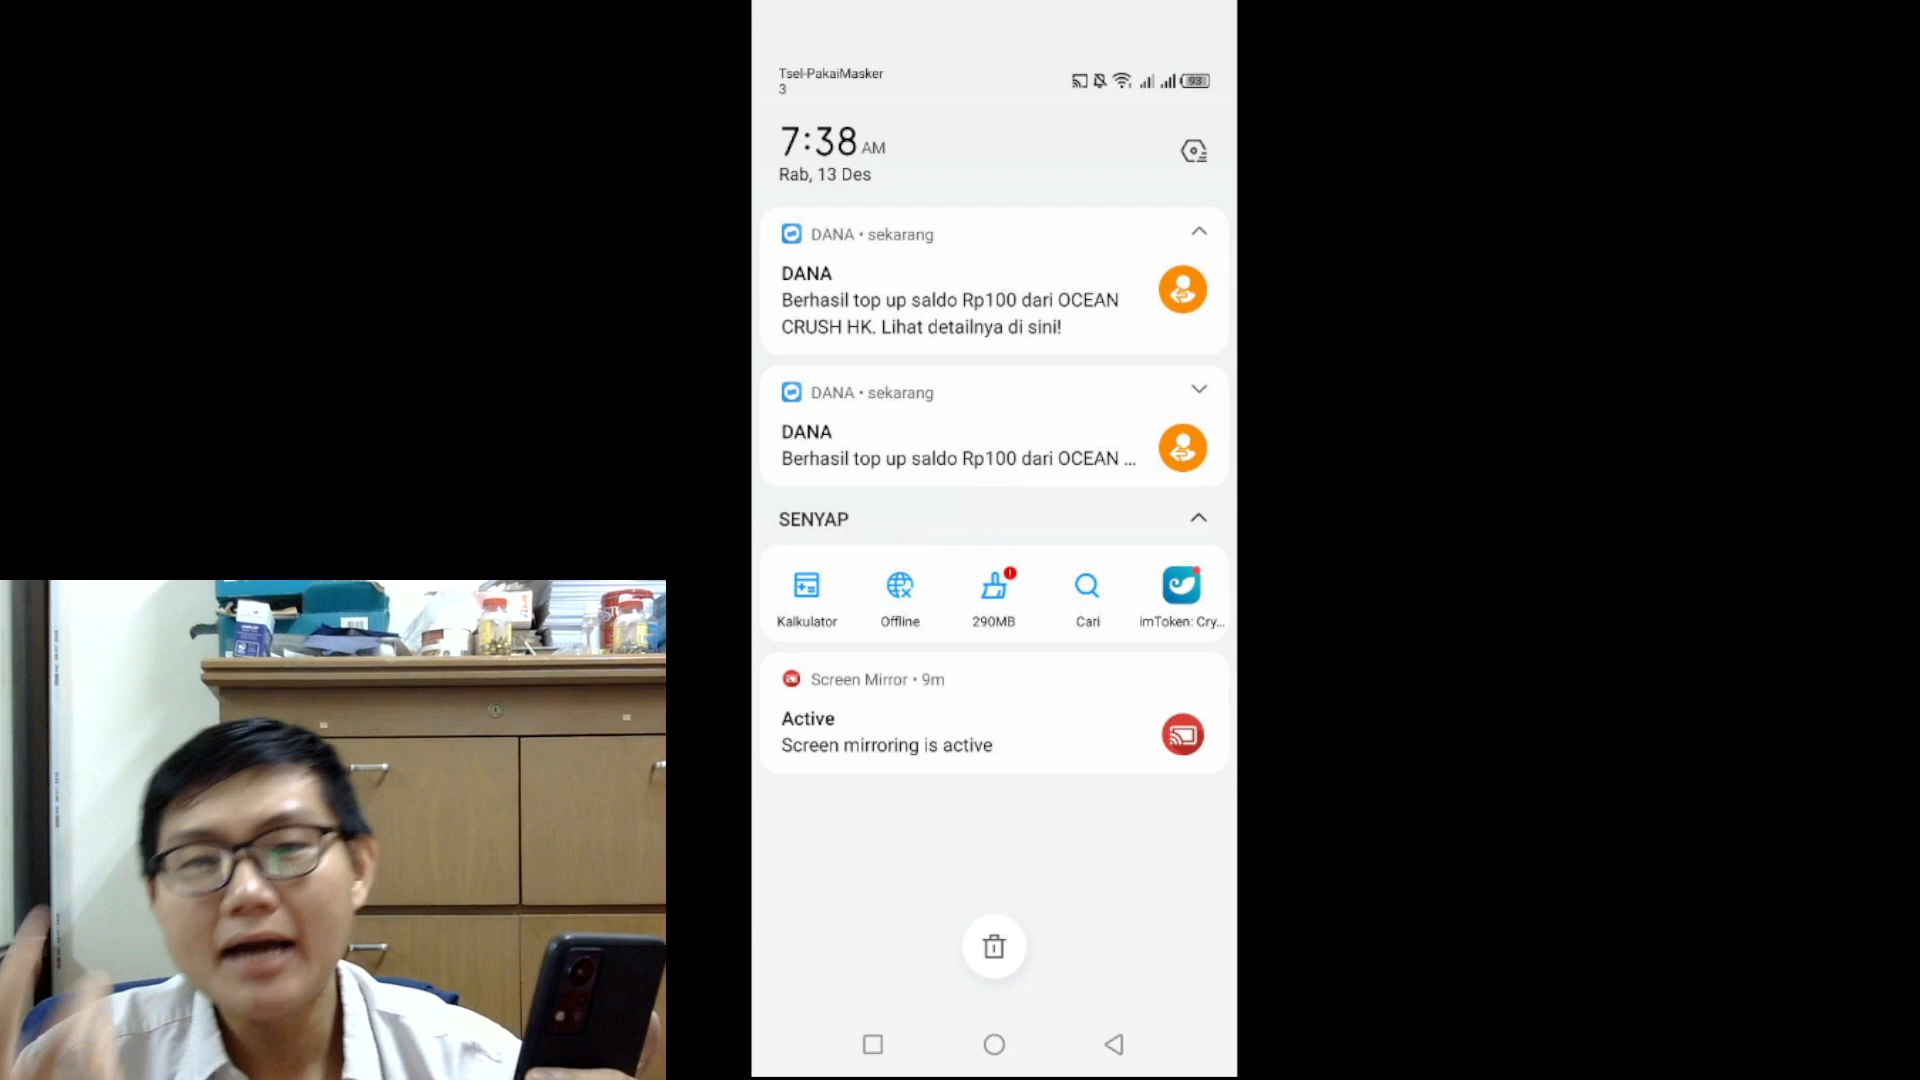 Tsel-PakaiMasker
3
93
7:38 AM
Rab, 13 Des
DANA • sekarang
DANA
Berhasil top up saldo Rp100 dari OCEAN
CRUSH HK. Lihat detailnya di sini!
DANA • sekarang
DANA
Berhasil top up saldo Rp100 dari OCEAN ...
SENYAP
Kalkulator
Offline
290MB
Cari
imToken: Cry...
Screen Mirror • 9m
Active
Screen mirroring is active